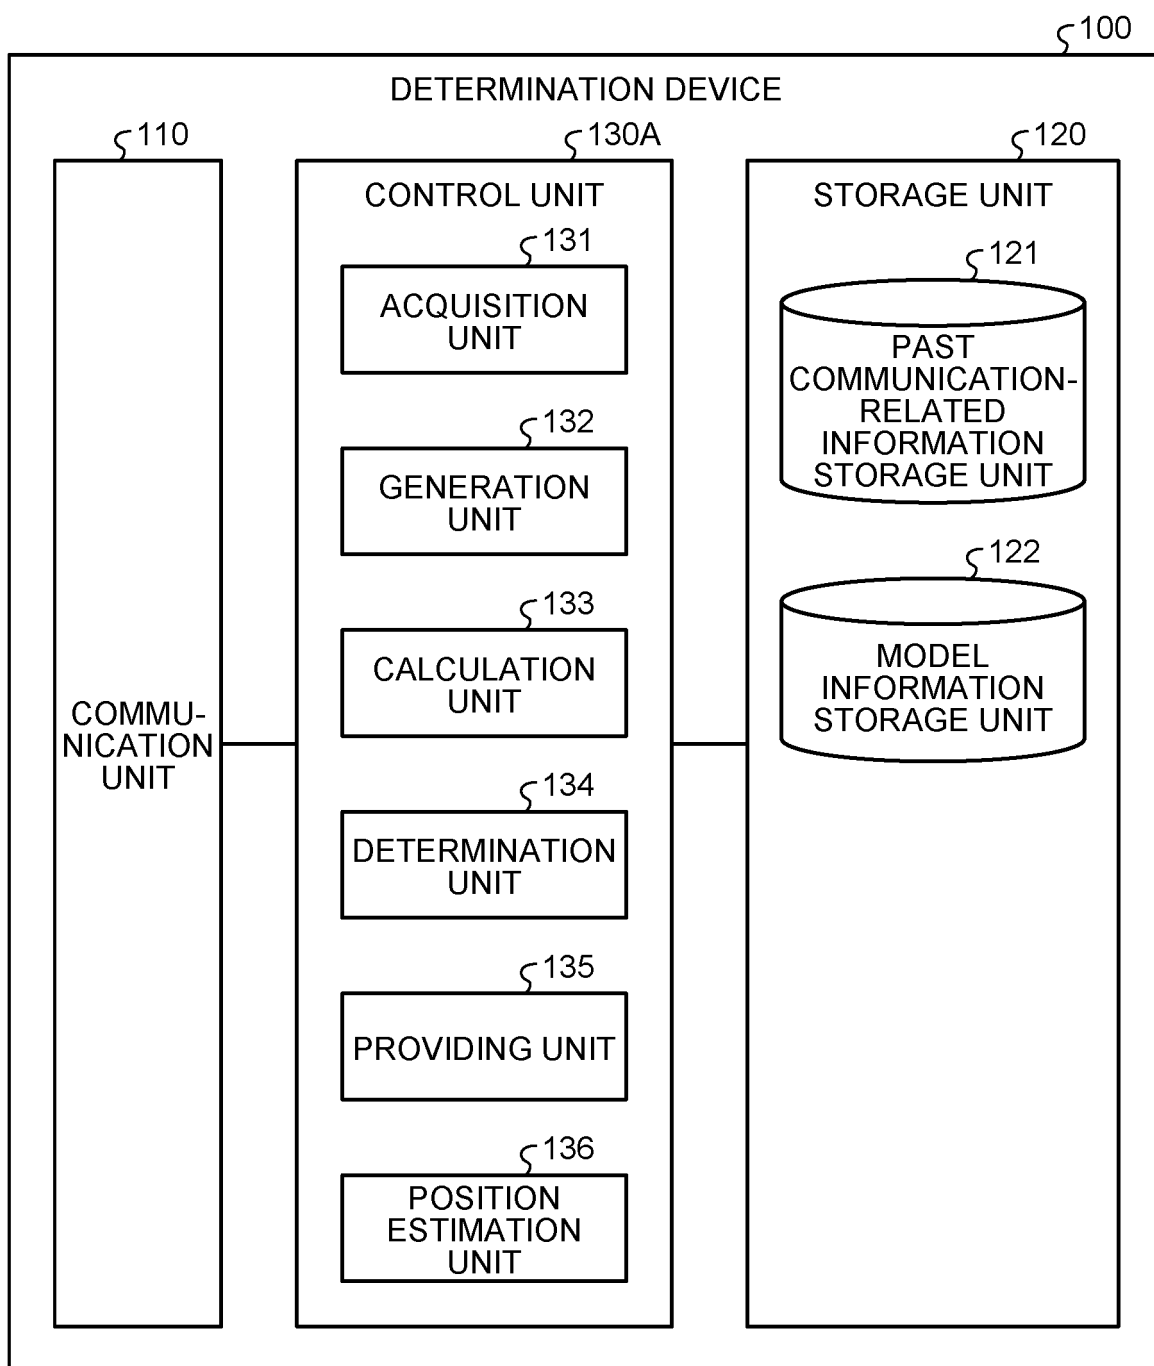 100
DETERMINATION DEVICE
110
130A
120
COMMU-
NICATION
UNIT
CONTROL UNIT
131
ACQUISITION
UNIT
132
GENERATION
UNIT
133
CALCULATION
UNIT
134
DETERMINATION
UNIT
135
PROVIDING UNIT
136
POSITION
ESTIMATION
UNIT
STORAGE UNIT
121
PAST
COMMUNICATION-
RELATED
INFORMATION
STORAGE UNIT
122
MODEL
INFORMATION
STORAGE UNIT